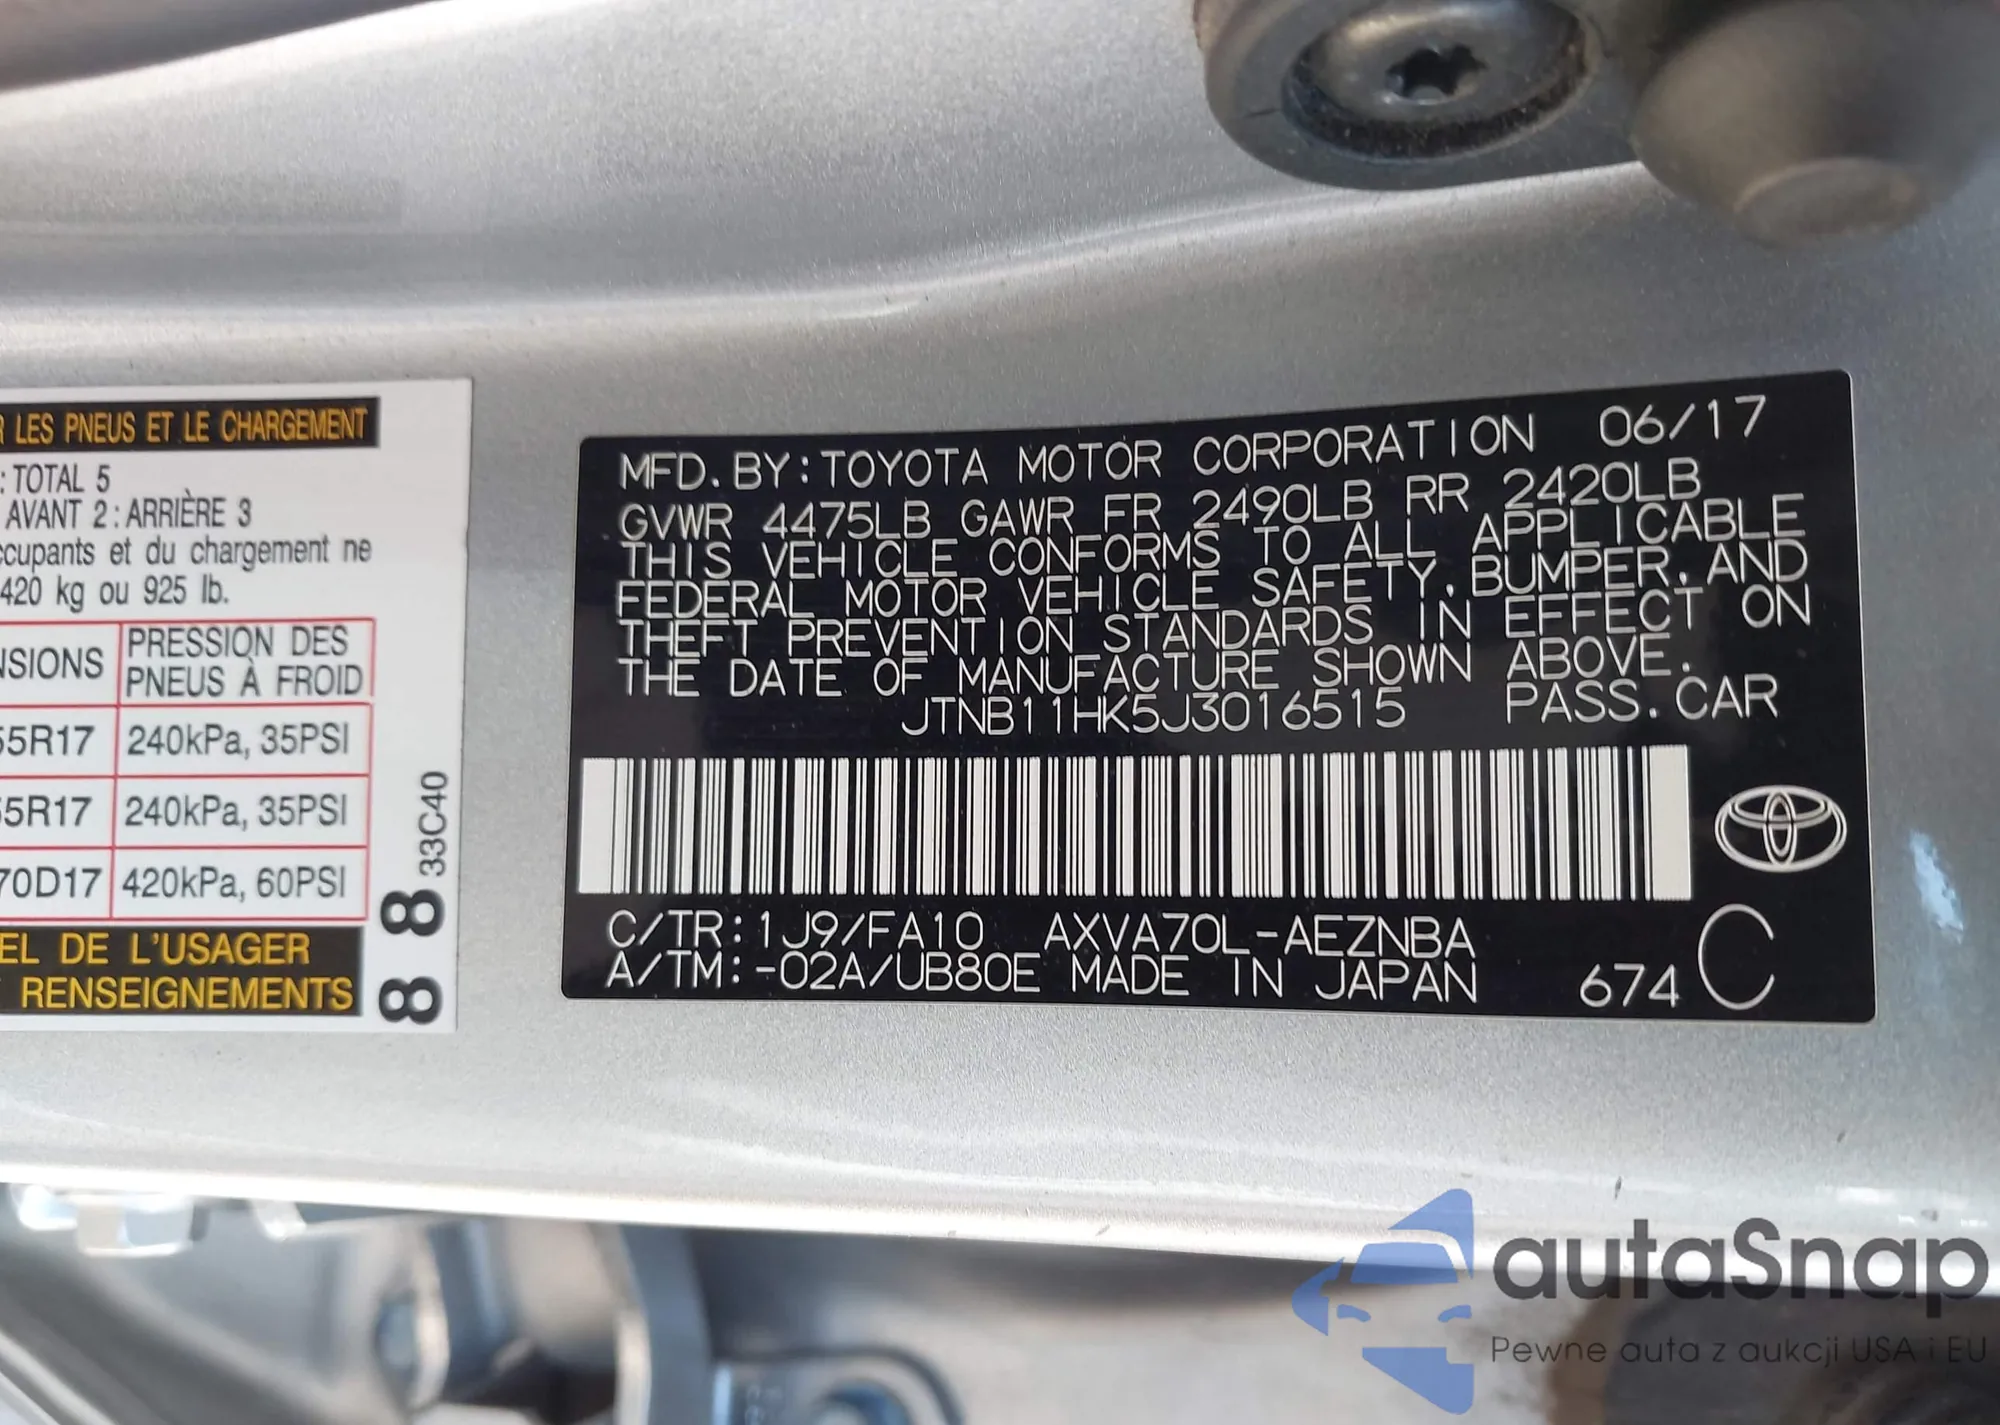 R LES PNEUS ET LE CHARGEMENT
: TOTAL 5
AVANT 2 : ARRIÈRE 3
ccupants et du chargement ne
420 kg ou 925 lb.
NSIONS PRESSION DES
PNEUS À FROID
55R17 240kPa, 35PSI
55R17 240kPa, 35PSI
70D17 420kPa, 60PSI
EL DE L'USAGER
RENSEIGNEMENTS
8 8 33C40
MFD. BY: TOYOTA MOTOR CORPORATION 06/17
GVWR 4475LB GAWR FR 2490LB RR 2420LB
THIS VEHICLE CONFORMS TO ALL APPLICABLE
FEDERAL MOTOR VEHICLE SAFETY, BUMPER, AND
THEFT PREVENTION STANDARDS IN EFFECT ON
THE DATE OF MANUFACTURE SHOWN ABOVE.
JTNB11HK5J3016515 PASS. CAR
C/TR: 1J9/FA10 AXVA70L-AEZNBA
A/TM: -02A/UB80E MADE IN JAPAN 674 C
autaSnap
Pewne auta z aukcji USA i EU